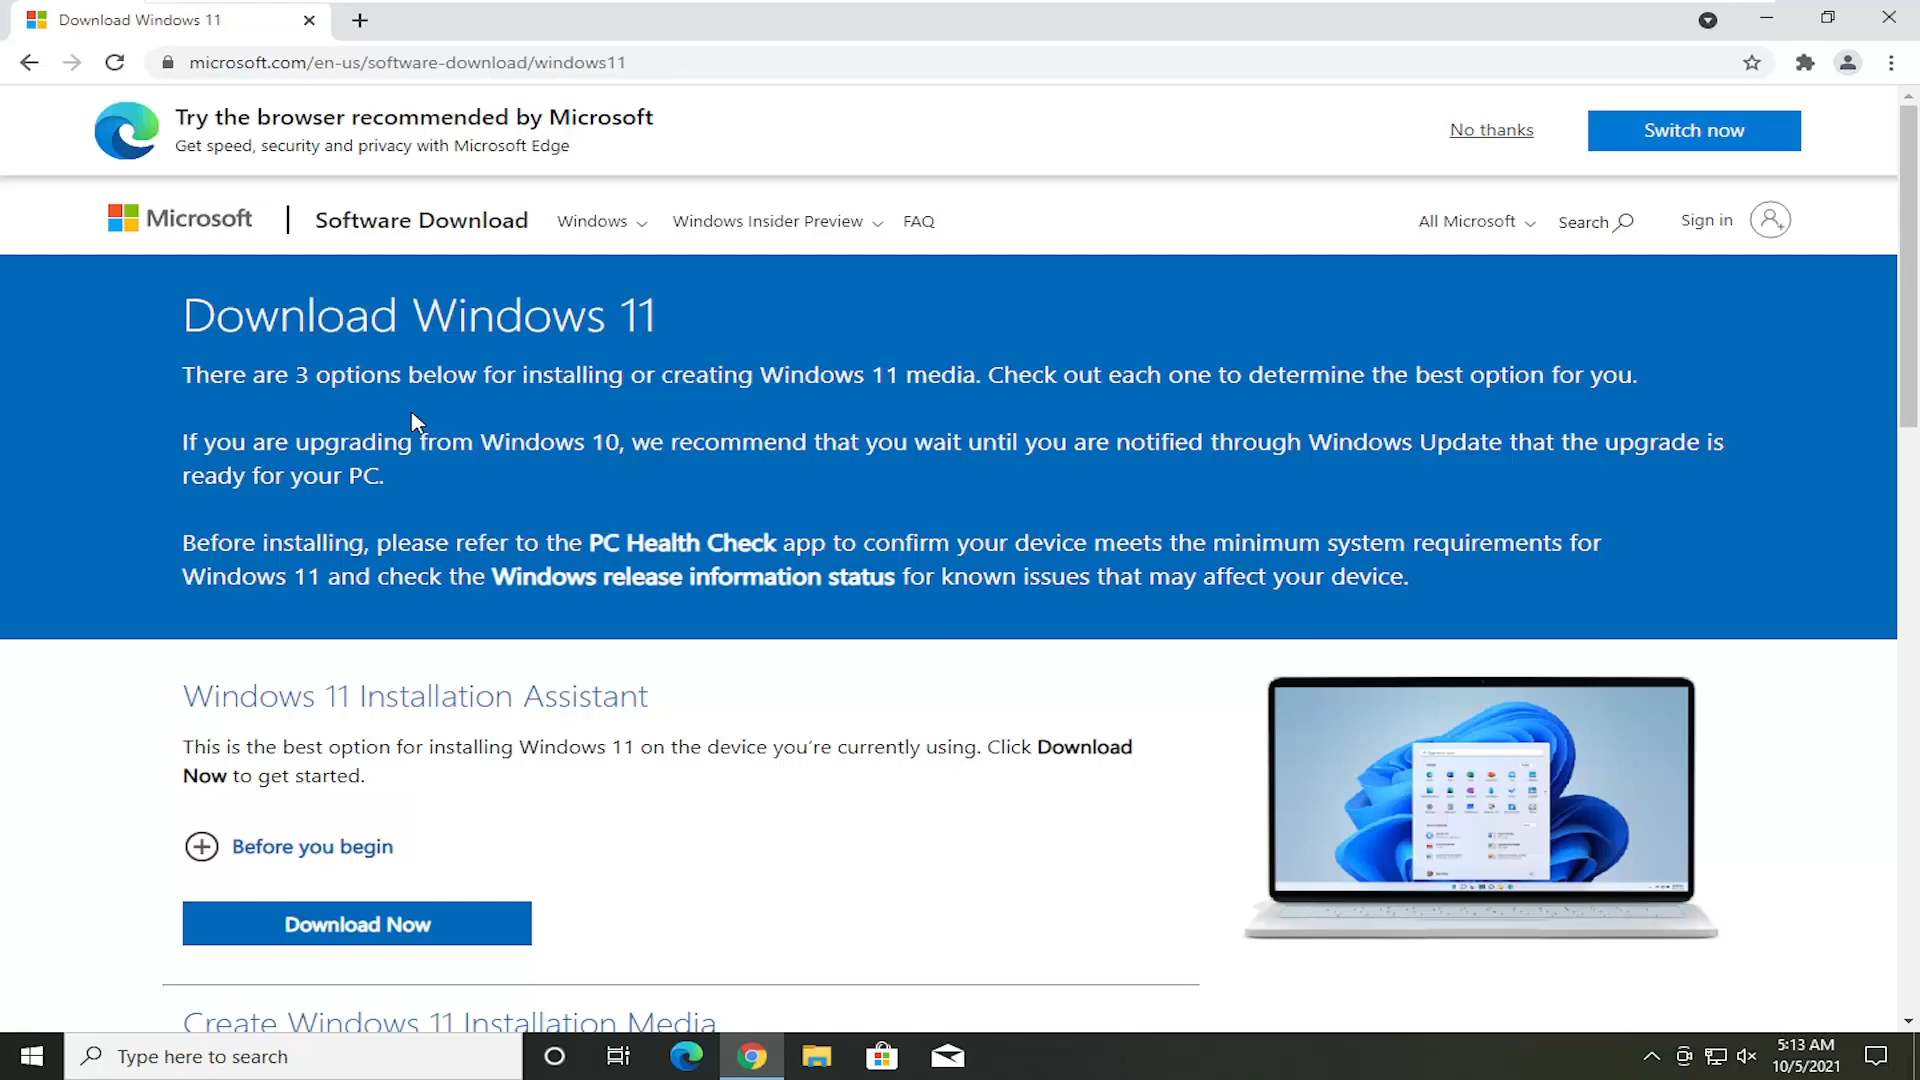 Download Windows 11
microsoft.com/en-us/software-download/windows11
Try the browser recommended by Microsoft
Get speed, security and privacy with Microsoft Edge
No thanks
Switch now
Microsoft
Software Download
Windows
Windows Insider Preview
FAQ
All Microsoft
Search
Sign in
Download Windows 11
There are 3 options below for installing or creating Windows 11 media. Check out each one to determine the best option for you.
If you are upgrading from Windows 10, we recommend that you wait until you are notified through Windows Update that the upgrade is
ready for your PC.
Before installing, please refer to the PC Health Check app to confirm your device meets the minimum system requirements for
Windows 11 and check the Windows release information status for known issues that may affect your device.
Windows 11 Installation Assistant
This is the best option for installing Windows 11 on the device you're currently using. Click Download
Now to get started.
Before you begin
Download Now
Create Windows 11 Installation Media
Type here to search
5:13 AM
10/5/2021